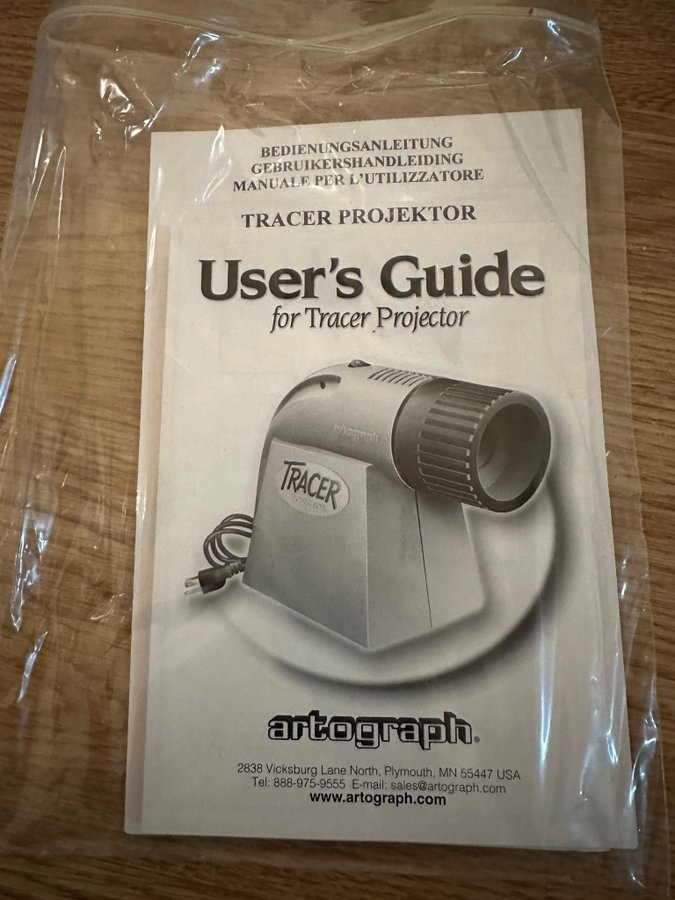 BEDIENUNGSANLEITUNG
GEBRUIKERSHANDLEIDING
MANUALE PER L'UTILIZZATORE
TRACER PROJEKTOR
User's Guide
for Tracer Projector
artograph
TRACER
artograph®
2838 Vicksburg Lane North, Plymouth, MN 55447 USA
Tel: 888-975-9555 E-mail: sales@artograph.com
www.artograph.com